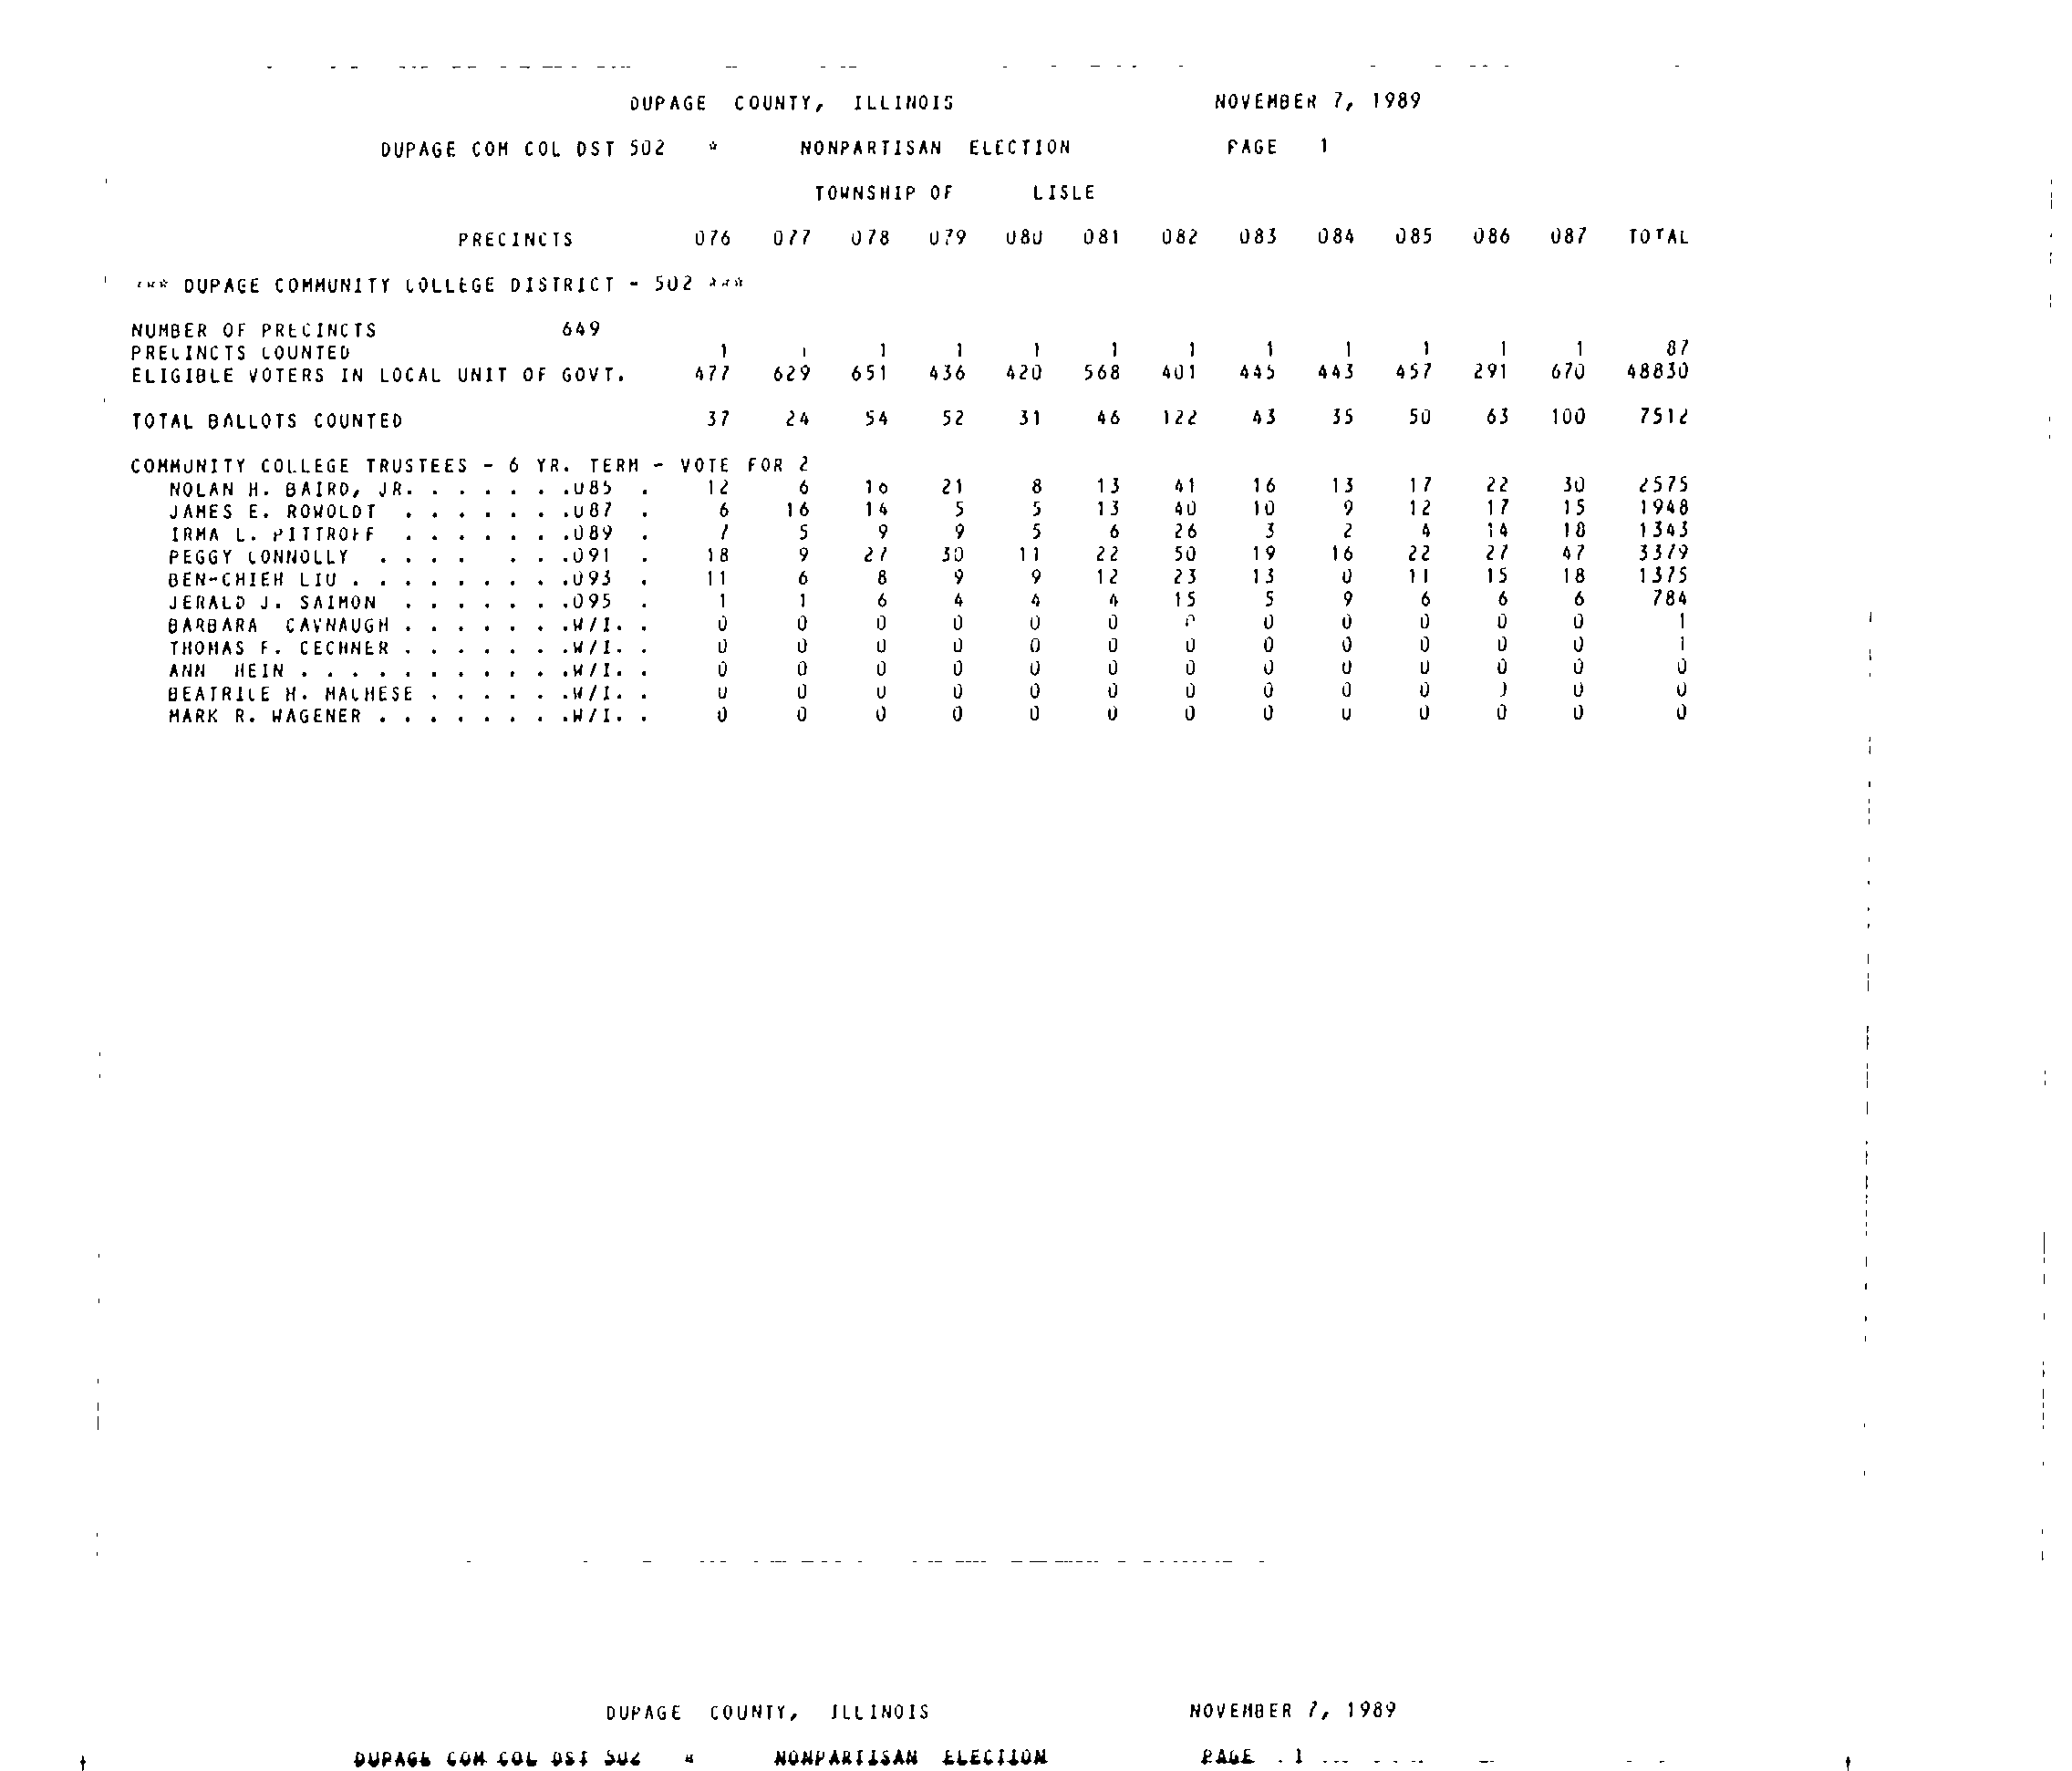 DUPAGE COUNTY, ILLINOIS NOVEMBER 7, 1989
DUPAGE COM COL DST 502 * NONPARTISAN ELECTION PAGE 1
TOWNSHIP OF LISLE
PRECINCTS 076 077 078 079 080 081 082 083 084 085 086 087 TOTAL
*** DUPAGE COMMUNITY COLLEGE DISTRICT - 502 ***
NUMBER OF PRECINCTS 649
PRECINCTS COUNTED 1 1 1 1 1 1 1 1 1 1 1 1 87
ELIGIBLE VOTERS IN LOCAL UNIT OF GOVT. 477 629 651 436 420 568 401 445 443 457 291 670 48830
TOTAL BALLOTS COUNTED 37 24 54 52 31 46 122 43 35 50 63 100 7512
COMMUNITY COLLEGE TRUSTEES - 6 YR. TERM - VOTE FOR 2
NOLAN H. BAIRD, JR. . . . . . . .085 . 12 6 16 21 8 13 41 16 13 17 22 30 2575
JAMES E. ROWOLDT . . . . . . .087 . 6 16 14 5 5 13 40 10 9 12 17 15 1948
IRMA L. PITTROFF . . . . . . .089 . 7 5 9 9 5 6 26 3 2 4 14 18 1343
PEGGY CONNOLLY . . . . . . .091 . 18 9 27 30 11 22 50 19 16 22 27 47 3379
BEN-CHIEH LIU . . . . . . . . .093 . 11 6 8 9 9 12 23 13 0 11 15 18 1375
JERALD J. SAIMON . . . . . . .095 . 1 1 6 4 4 4 15 5 9 6 6 6 784
BARBARA CAVNAUGH . . . . . . .W/I. . 0 0 0 0 0 0 0 0 0 0 0 0 1
THOMAS F. CECHNER . . . . . . .W/I. . 0 0 0 0 0 0 0 0 0 0 0 0 1
ANN HEIN . . . . . . . . . . .W/I. . 0 0 0 0 0 0 0 0 0 0 0 0 0
BEATRICE H. MALHESE . . . . . .W/I. . 0 0 0 0 0 0 0 0 0 0 0 0 0
MARK R. WAGENER . . . . . . . .W/I. . 0 0 0 0 0 0 0 0 0 0 0 0 0
DUPAGE COUNTY, ILLINOIS NOVEMBER 7, 1989
DUPAGE COM COL DST 502 * NONPARTISAN ELECTION PAGE 1